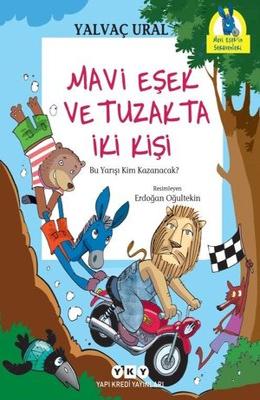 YALVAÇ URAL
Mavi Eşek'in
Serüvenleri
MAVİ EŞEK
VE TUZAKTA
İKİ KİŞİ
Bu Yarışı Kim Kazanacak?
Resimleyen
Erdoğan Oğultekin
YKY
YAPI KREDİ YAYINLARI